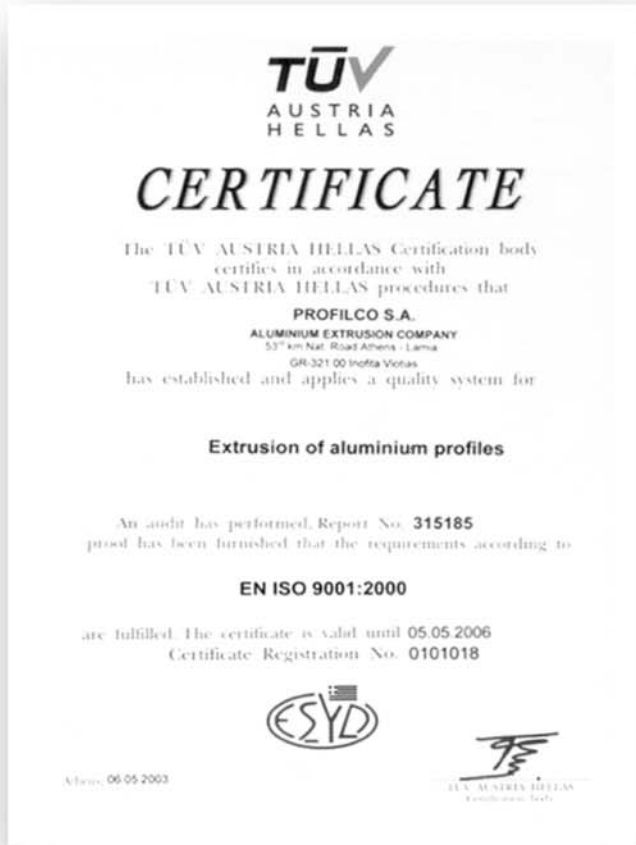 TŪV
AUSTRIA
HELLAS
CERTIFICATE
The TÜV AUSTRIA HELLAS Certification body
certifies in accordance with
TÜV AUSTRIA HELLAS procedures that
PROFILCO S.A.
ALUMINIUM EXTRUSION COMPANY
53rd km Nat. Road Athens - Lamia
GR-321 00 Inofita Viotias
has established and applies a quality system for
Extrusion of aluminium profiles
An audit has performed, Report No. 315185
proof has been furnished that the requirements according to
EN ISO 9001:2000
are fulfilled. The certificate is valid until 05.05.2006
Certificate Registration No. 0101018
ESYD
Athens, 06.05.2003
TÜV AUSTRIA HELLAS
Certification body